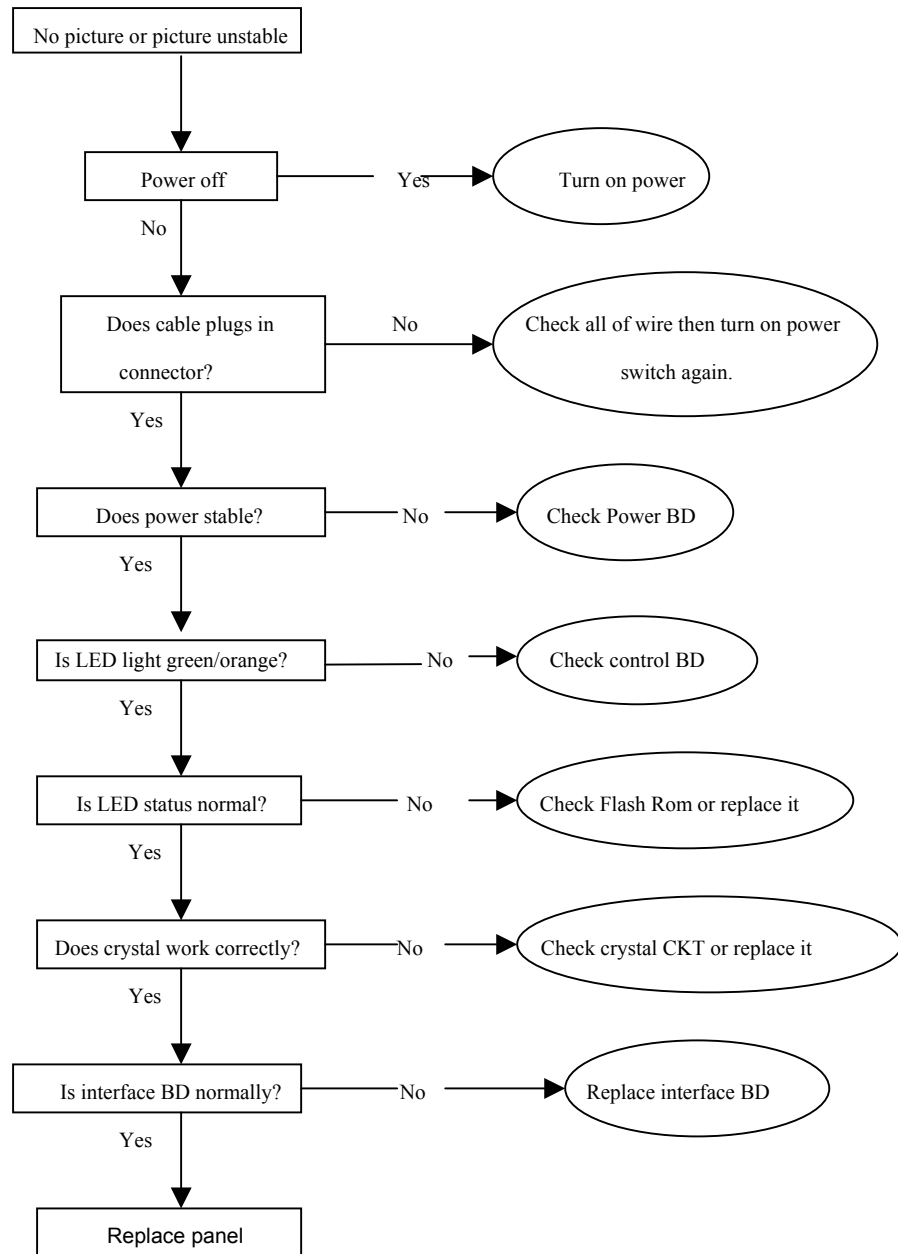 No picture or picture unstable
Power off
Yes
Turn on power
No
Does cable plugs in
connector?
No
Check all of wire then turn on power
switch again.
Yes
Does power stable?
No
Check Power BD
Yes
Is LED light green/orange?
No
Check control BD
Yes
Is LED status normal?
No
Check Flash Rom or replace it
Yes
Does crystal work correctly?
No
Check crystal CKT or replace it
Yes
Is interface BD normally?
No
Replace interface BD
Yes
Replace panel